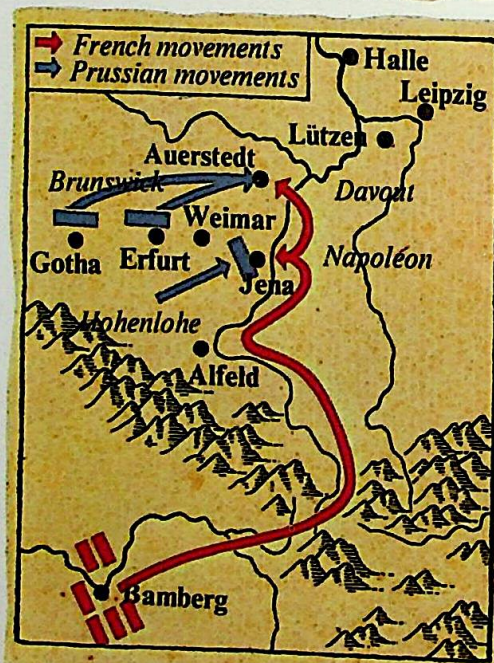 French movements
Prussian movements
Halle
Leipzig
Lützen
Auerstedt
Brunswick
Davout
Weimar
Gotha
Erfurt
Napoléon
Jena
Hohenlohe
Alfeld
Bamberg